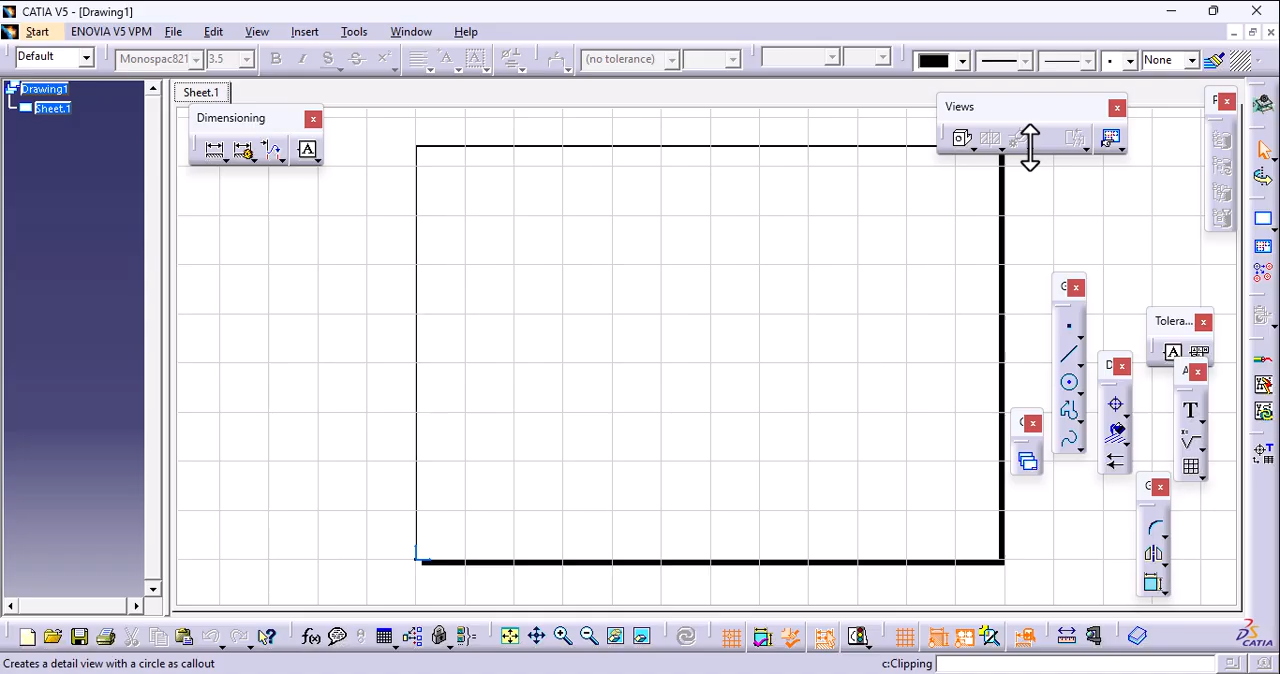 CATIA V5 - [Drawing1]
Start ENOVIA V5 VPM File Edit View Insert Tools Window Help
Default Monospac821 3.5 B I S (no tolerance) None
Drawing1
Sheet.1
Sheet.1
Dimensioning
A
Views
F
G
Tolera...
A
D
A
T
G
f(x)
Creates a detail view with a circle as callout
c:Clipping